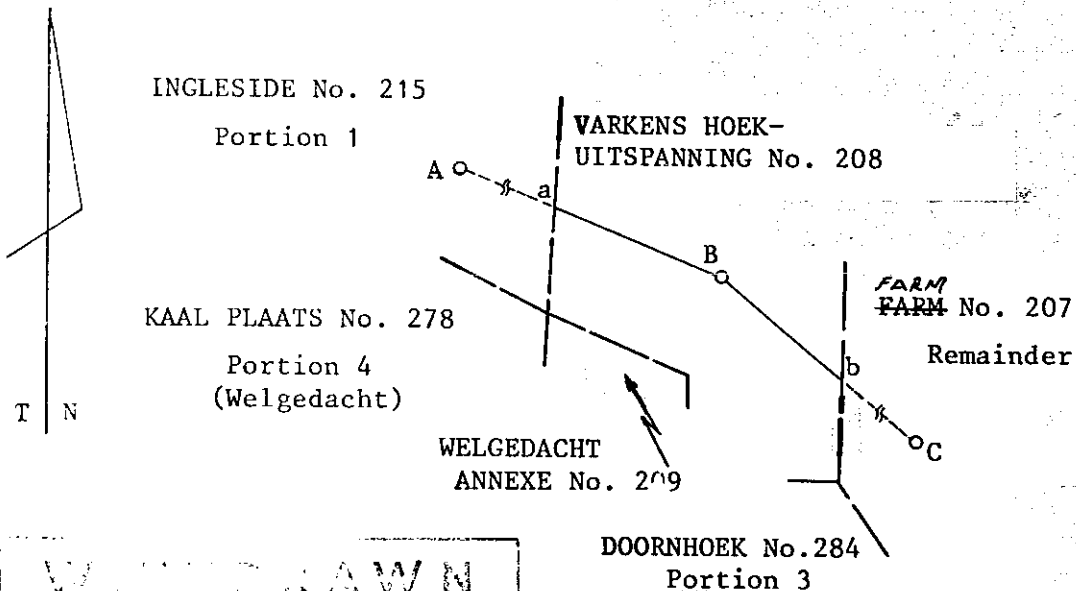 INGLESIDE No. 215
Portion 1
VARKENS HOEK-
UITSPANNING No. 208
A
a
B
FARM
FARM No. 207
Remainder
KAAL PLAATS No. 278
Portion 4
(Welgedacht)
b
T N
C
WELGEDACHT
ANNEXE No. 209
DOORNHOEK No.284
Portion 3